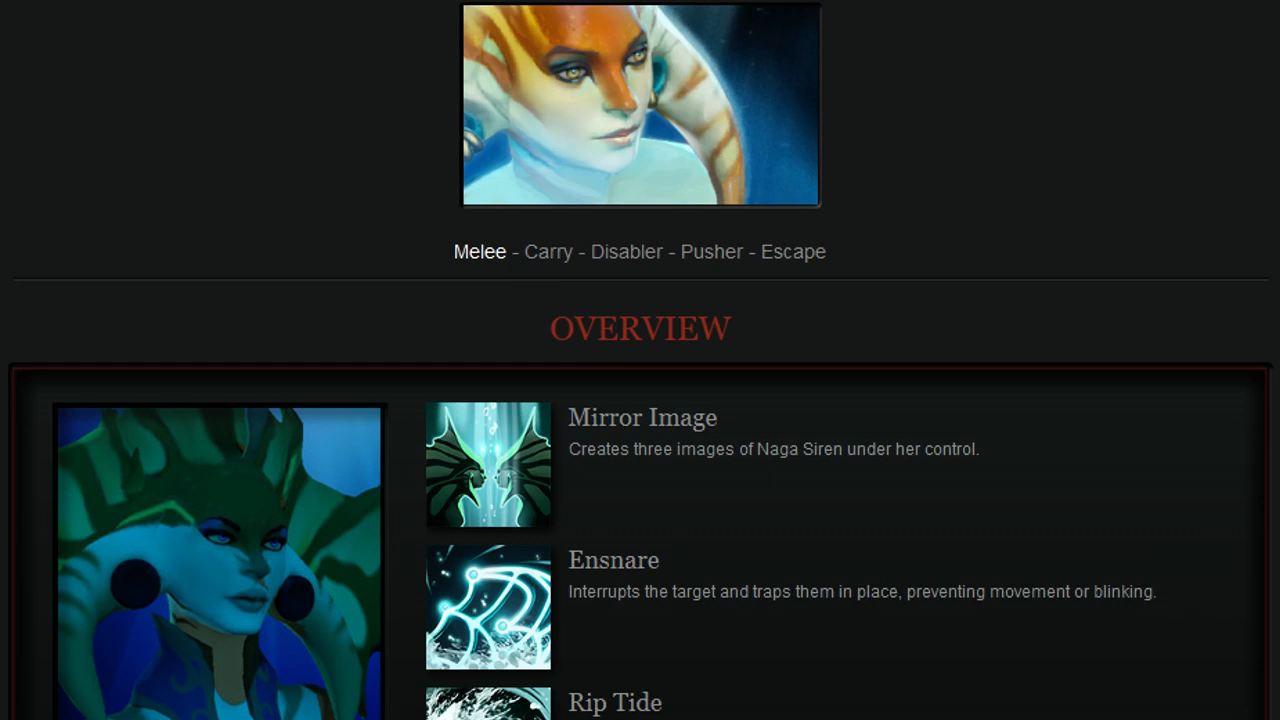 Melee - Carry - Disabler - Pusher - Escape
OVERVIEW
Mirror Image
Creates three images of Naga Siren under her control.
Ensnare
Interrupts the target and traps them in place, preventing movement or blinking.
Rip Tide